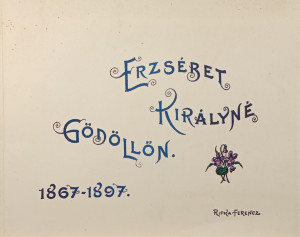 Erzsébet
Királyné
Gödöllőn.
1867-1897.
Ripka-Ferencz